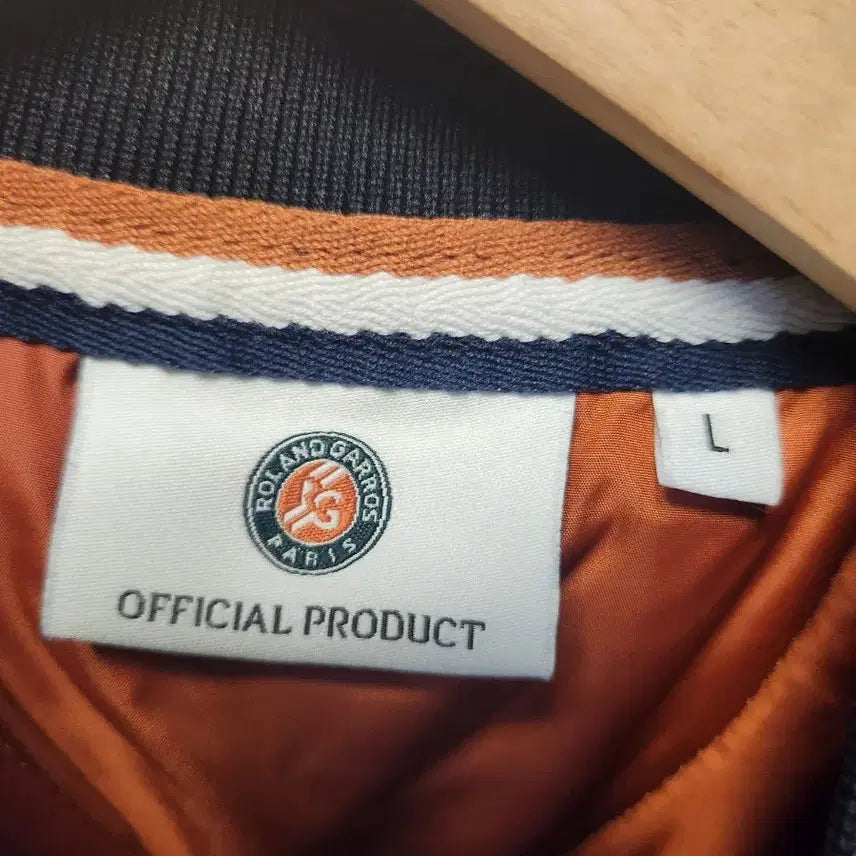 ROLAND GARROS
RG
PARIS
OFFICIAL PRODUCT
L